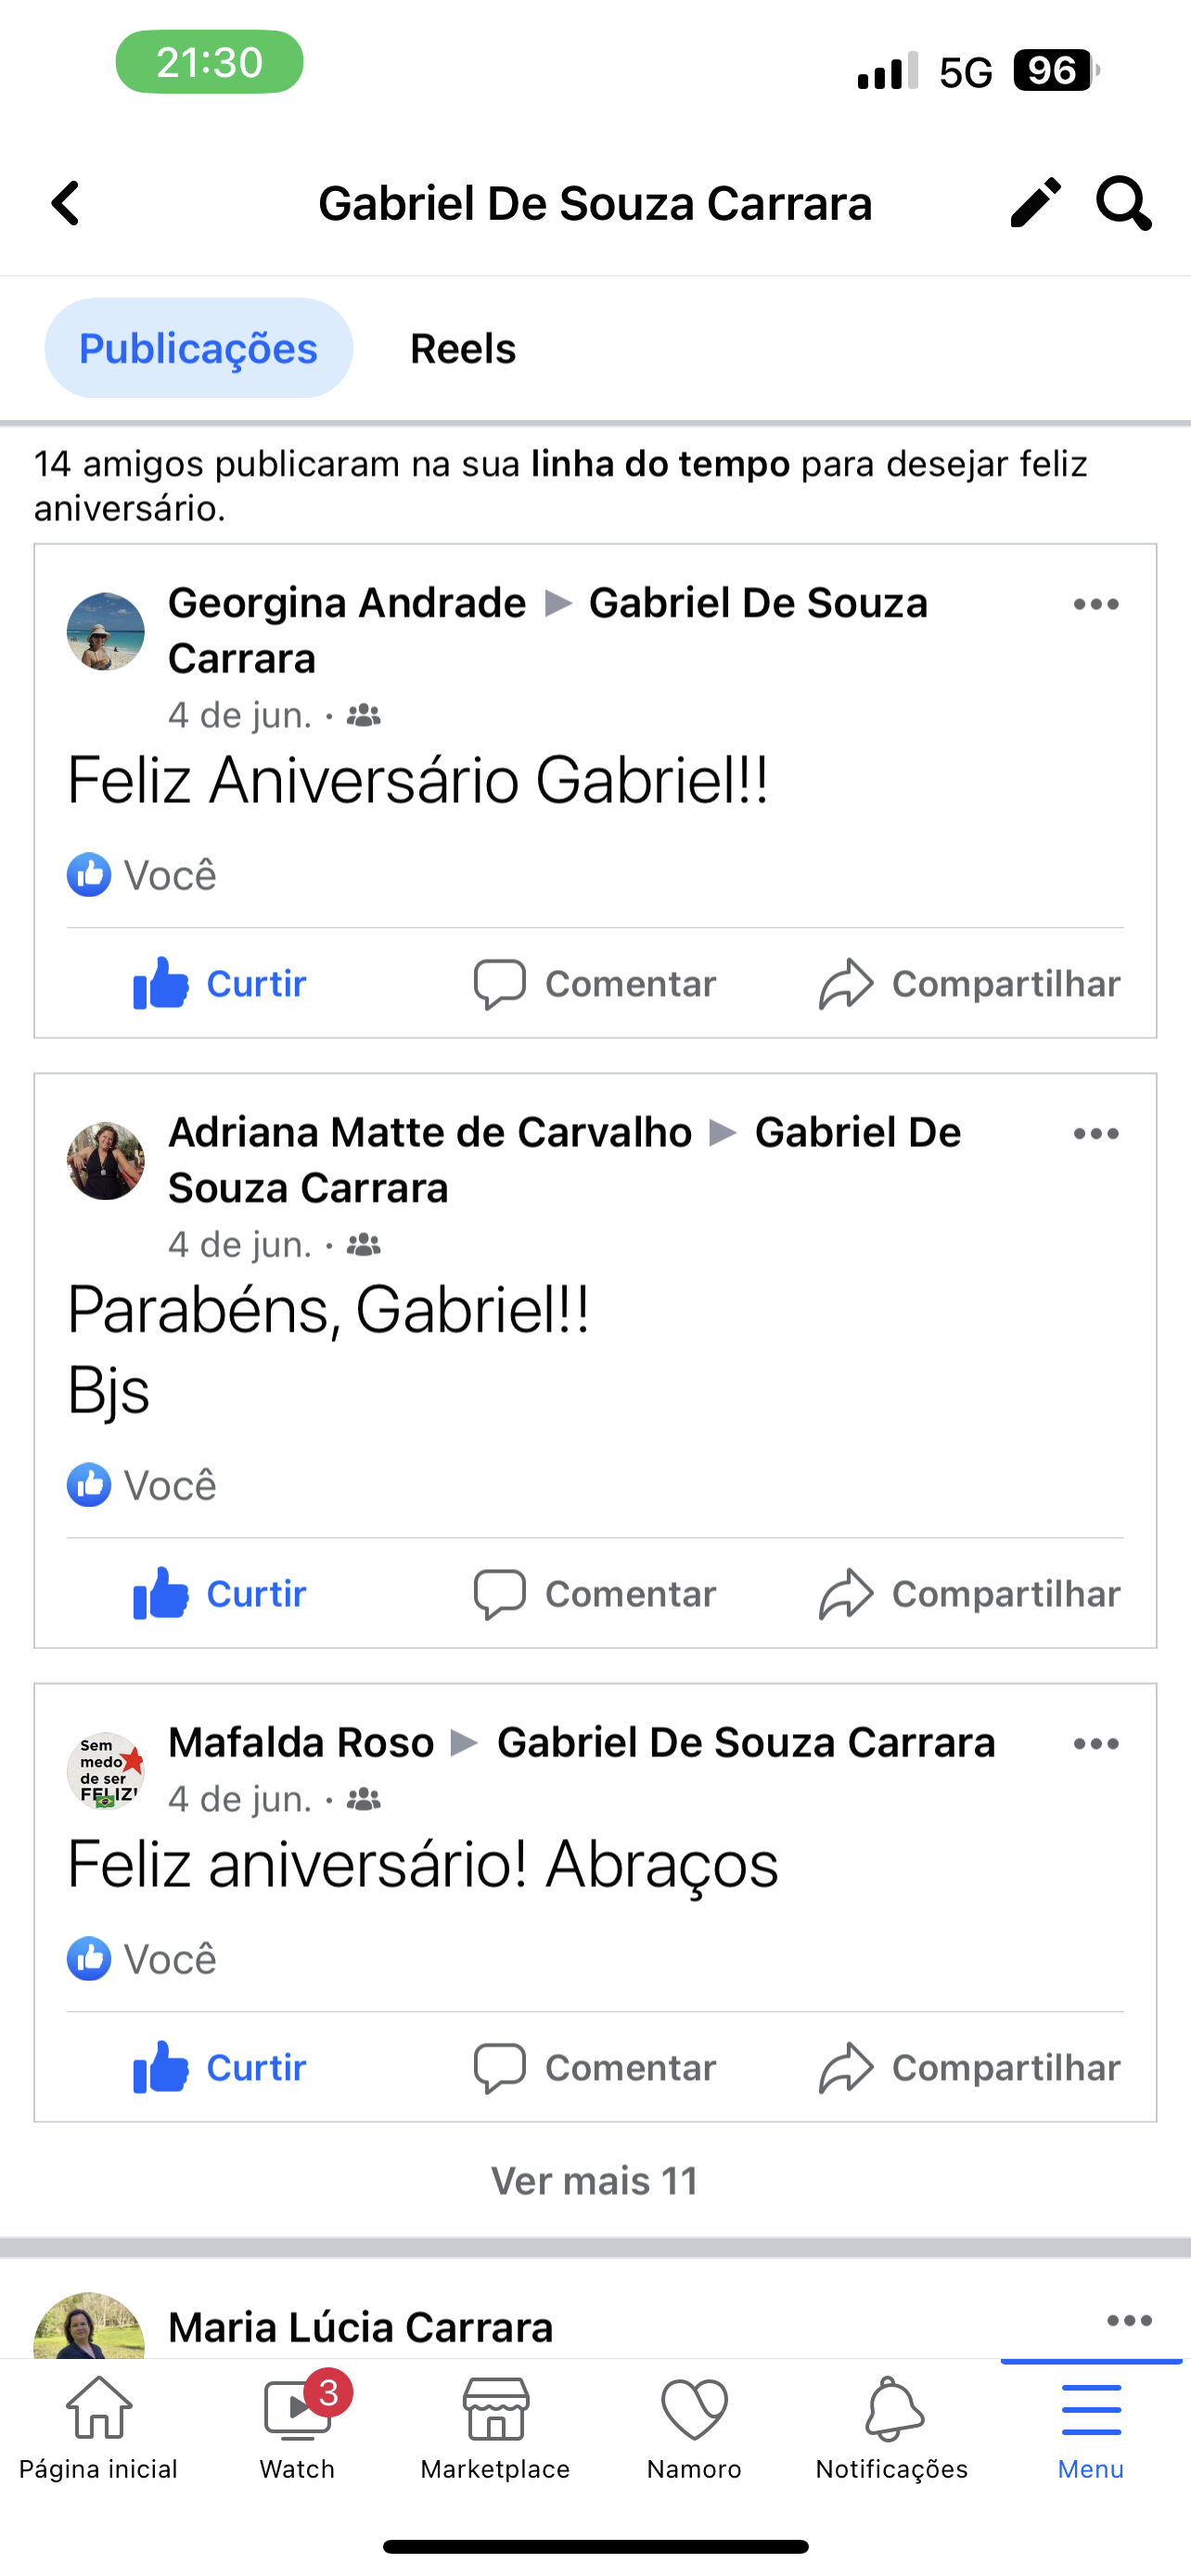 21:30
5G 96
Gabriel De Souza Carrara
Publicações Reels
14 amigos publicaram na sua linha do tempo para desejar feliz
aniversário.
Georgina Andrade ▶ Gabriel De Souza
Carrara
4 de jun. ·
Feliz Aniversário Gabriel!!
Você
Curtir Comentar Compartilhar
Adriana Matte de Carvalho ▶ Gabriel De
Souza Carrara
4 de jun. ·
Parabéns, Gabriel!!
Bjs
Você
Curtir Comentar Compartilhar
Sem
medo
de ser
FELIZ!
Mafalda Roso ▶ Gabriel De Souza Carrara
4 de jun. ·
Feliz aniversário! Abraços
Você
Curtir Comentar Compartilhar
Ver mais 11
Maria Lúcia Carrara
3
Página inicial Watch Marketplace Namoro Notificações Menu